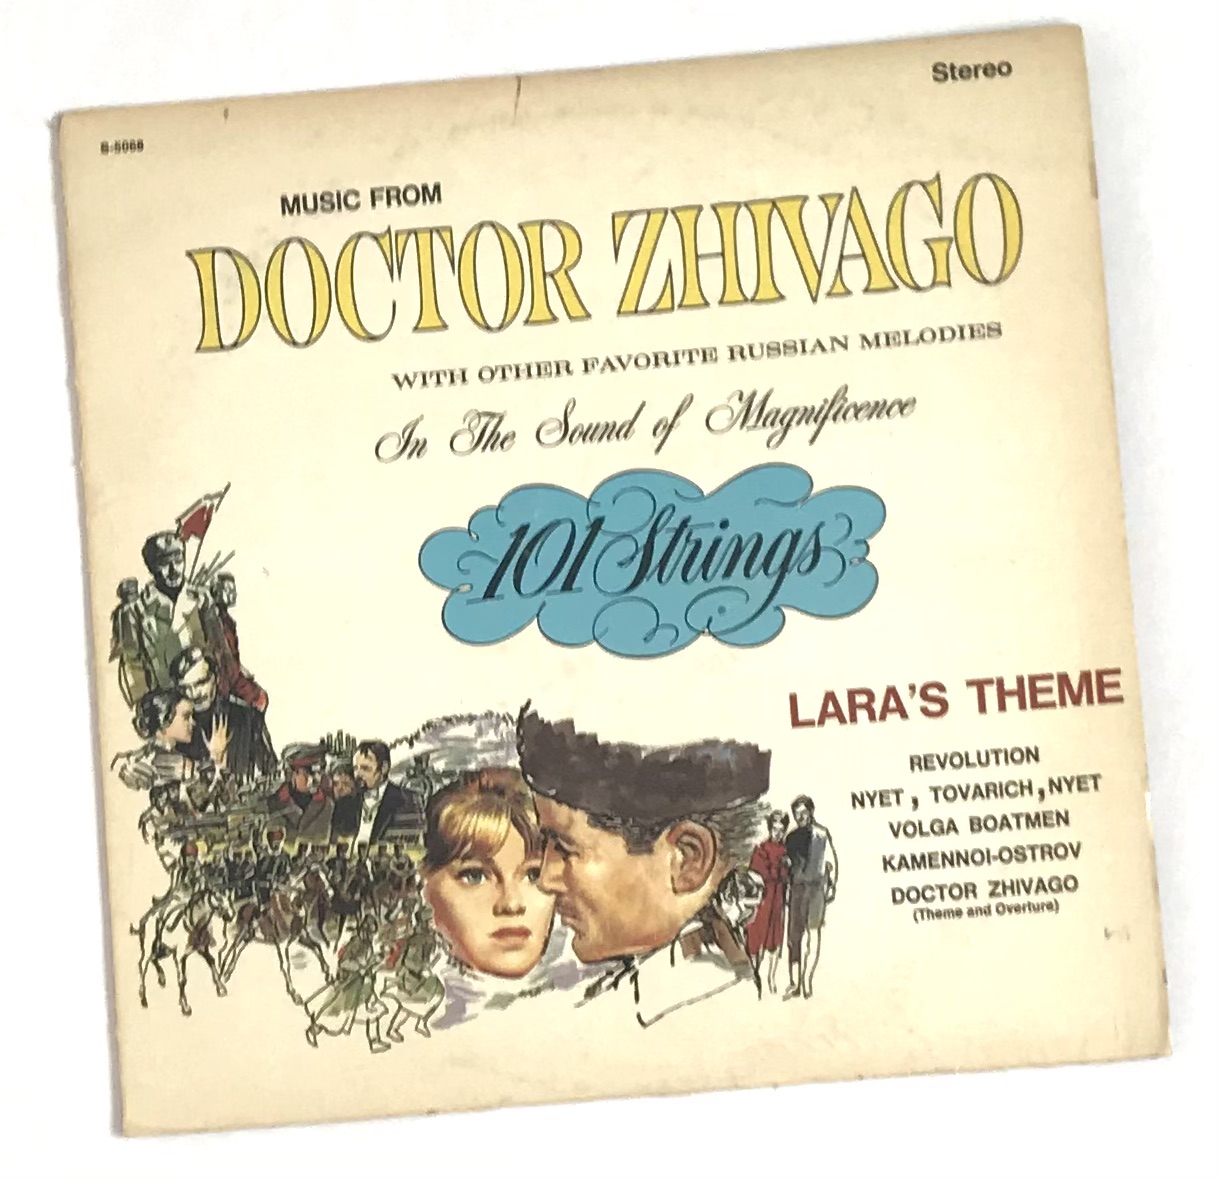 Stereo
S-5068
MUSIC FROM
DOCTOR ZHIVAGO
WITH OTHER FAVORITE RUSSIAN MELODIES
In The Sound of Magnificence
101 Strings
LARA'S THEME
REVOLUTION
NYET, TOVARICH, NYET
VOLGA BOATMEN
KAMENNOI-OSTROV
DOCTOR ZHIVAGO
(Theme and Overture)